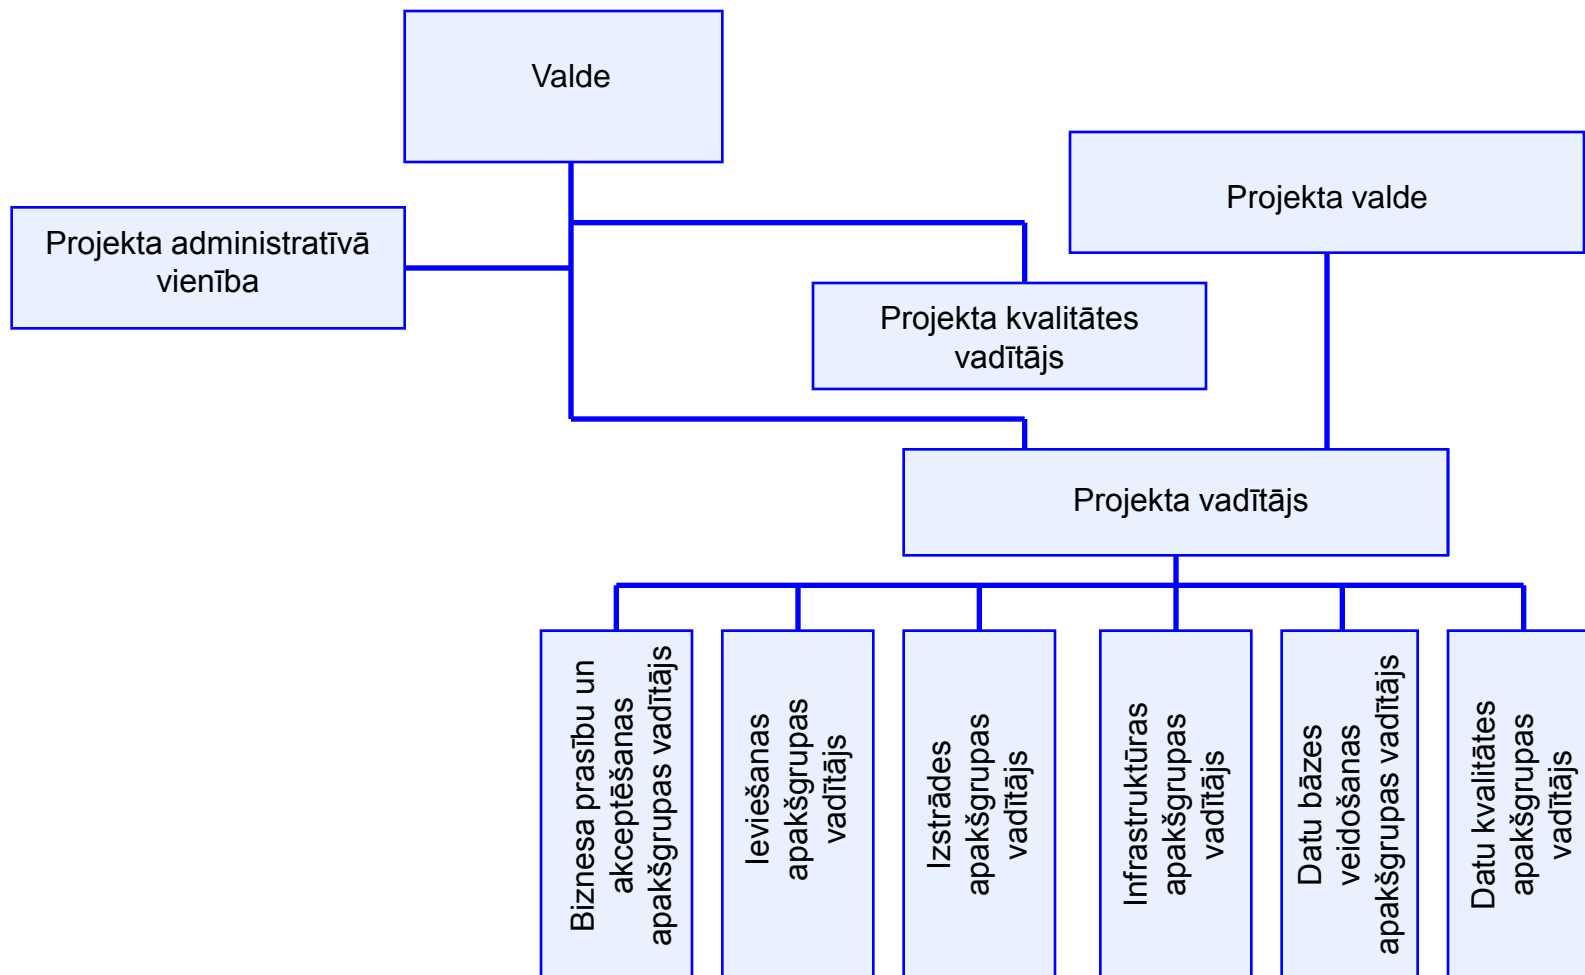 Valde
Projekta valde
Projekta administratīvā
vienība
Projekta kvalitātes
vadītājs
Projekta vadītājs
Biznesa prasību un
akceptēšanas
apakšgrupas vadītājs
Ieviešanas
apakšgrupas
vadītājs
Izstrādes
apakšgrupas
vadītājs
Infrastruktūras
apakšgrupas
vadītājs
Datu bāzes
veidošanas
apakšgrupas vadītājs
Datu kvalitātes
apakšgrupas
vadītājs